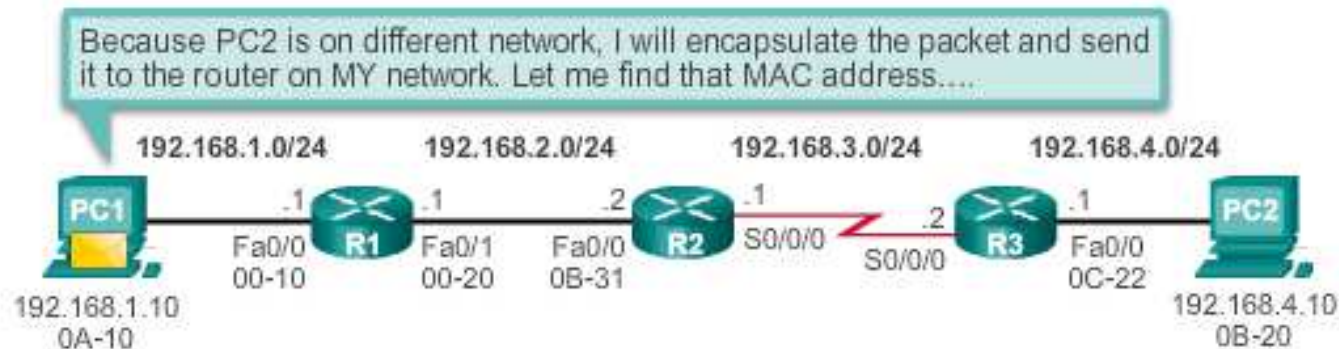 Because PC2 is on different network, I will encapsulate the packet and send
it to the router on MY network. Let me find that MAC address....
192.168.1.0/24 192.168.2.0/24 192.168.3.0/24 192.168.4.0/24
PC1 .1 R1 .1 .2 R2 .1 .2 R3 .1 PC2
Fa0/0 Fa0/1 Fa0/0 S0/0/0 S0/0/0 Fa0/0
00-10 00-20 0B-31 0C-22
192.168.1.10 192.168.4.10
0A-10 0B-20